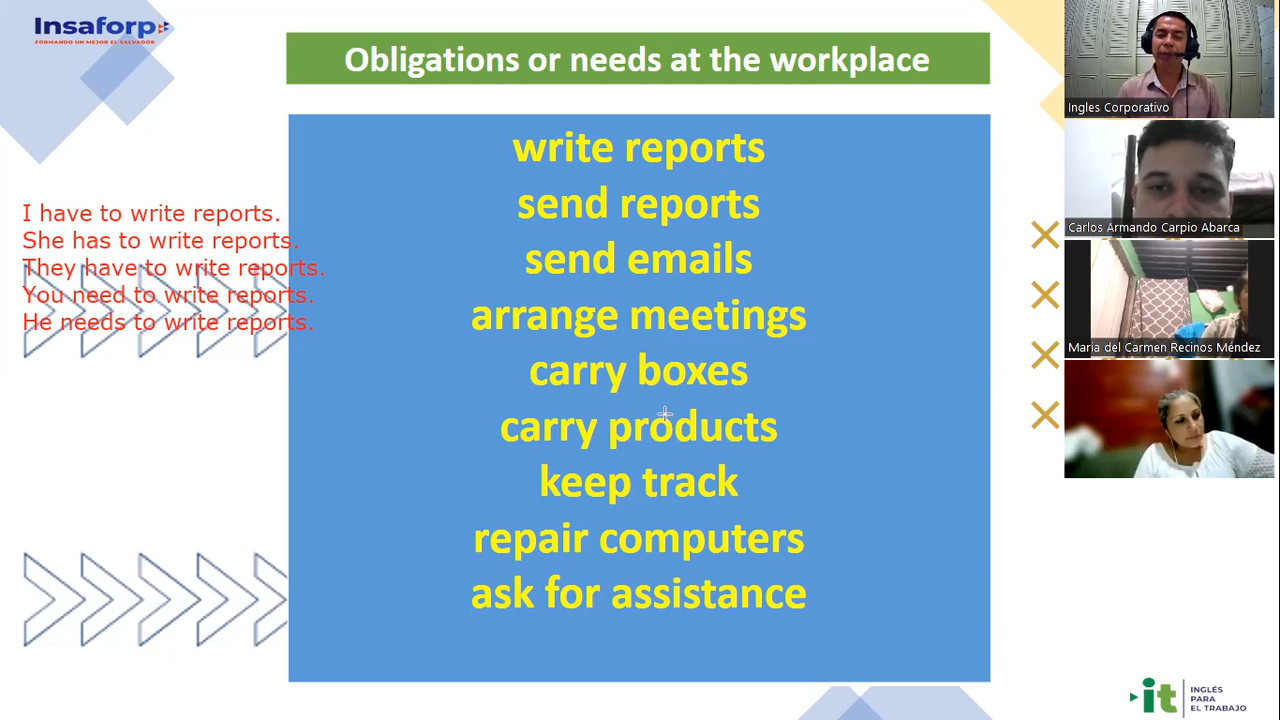 Insaforp
FORMANDO UN MEJOR EL SALVADOR
Obligations or needs at the workplace
write reports
send reports
send emails
arrange meetings
carry boxes
carry products
keep track
repair computers
ask for assistance
I have to write reports.
She has to write reports.
They have to write reports.
You need to write reports.
He needs to write reports.
Ingles Corporativo
Carlos Armando Carpio Abarca
Maria del Carmen Recinos Méndez
it
INGLÉS
PARA
EL TRABAJO